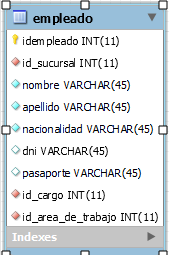 empleado
idempleado INT(11)
id_sucursal INT(11)
nombre VARCHAR(45)
apellido VARCHAR(45)
nacionalidad VARCHAR(45)
dni VARCHAR(45)
pasaporte VARCHAR(45)
id_cargo INT(11)
id_area_de_trabajo INT(11)
Indexes